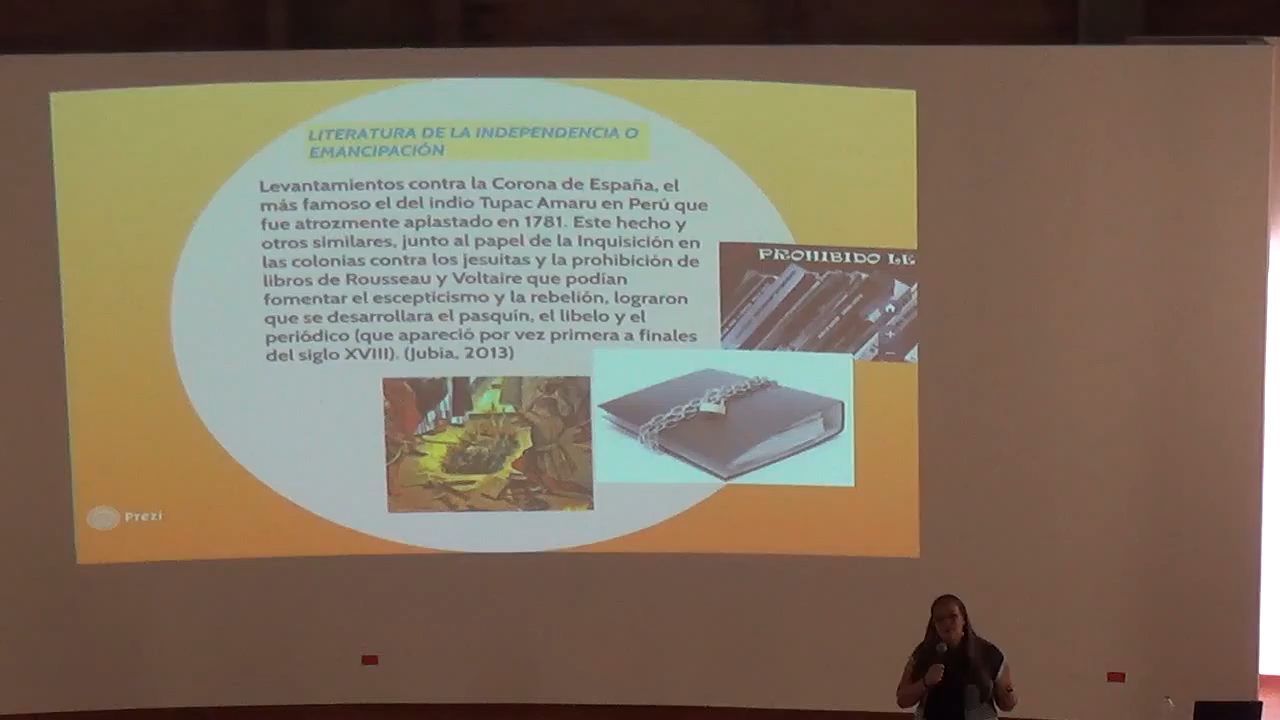 LITERATURA DE LA INDEPENDENCIA O
EMANCIPACIÓN
Levantamientos contra la Corona de España, el
más famoso el del indio Tupac Amaru en Perú que
fue atrozmente aplastado en 1781. Este hecho y
otros similares, junto al papel de la Inquisición en
las colonias contra los jesuitas y la prohibición de
libros de Rousseau y Voltaire que podían
fomentar el escepticismo y la rebelión, lograron
que se desarrollara el pasquín, el libelo y el
periódico (que apareció por vez primera a finales
del siglo XVIII). (Jubia, 2013)
PROHIBIDO LE
Prezi